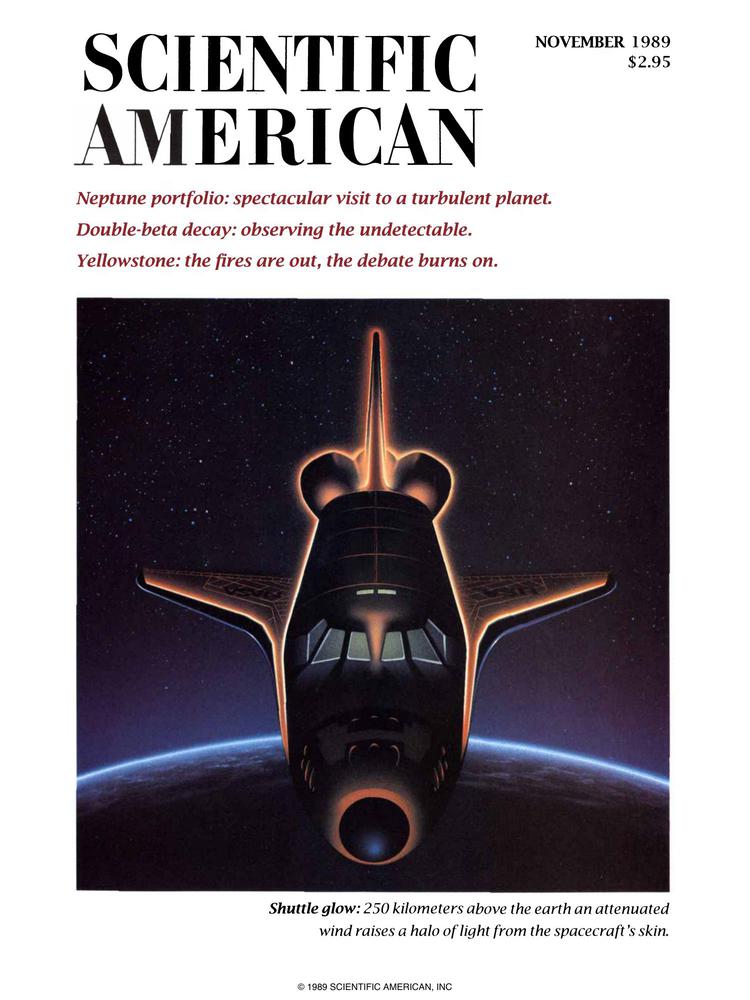 SCIENTIFIC
AMERICAN
NOVEMBER 1989
$2.95
Neptune portfolio: spectacular visit to a turbulent planet.
Double-beta decay: observing the undetectable.
Yellowstone: the fires are out, the debate burns on.
Shuttle glow: 250 kilometers above the earth an attenuated
wind raises a halo of light from the spacecraft's skin.
© 1989 SCIENTIFIC AMERICAN, INC